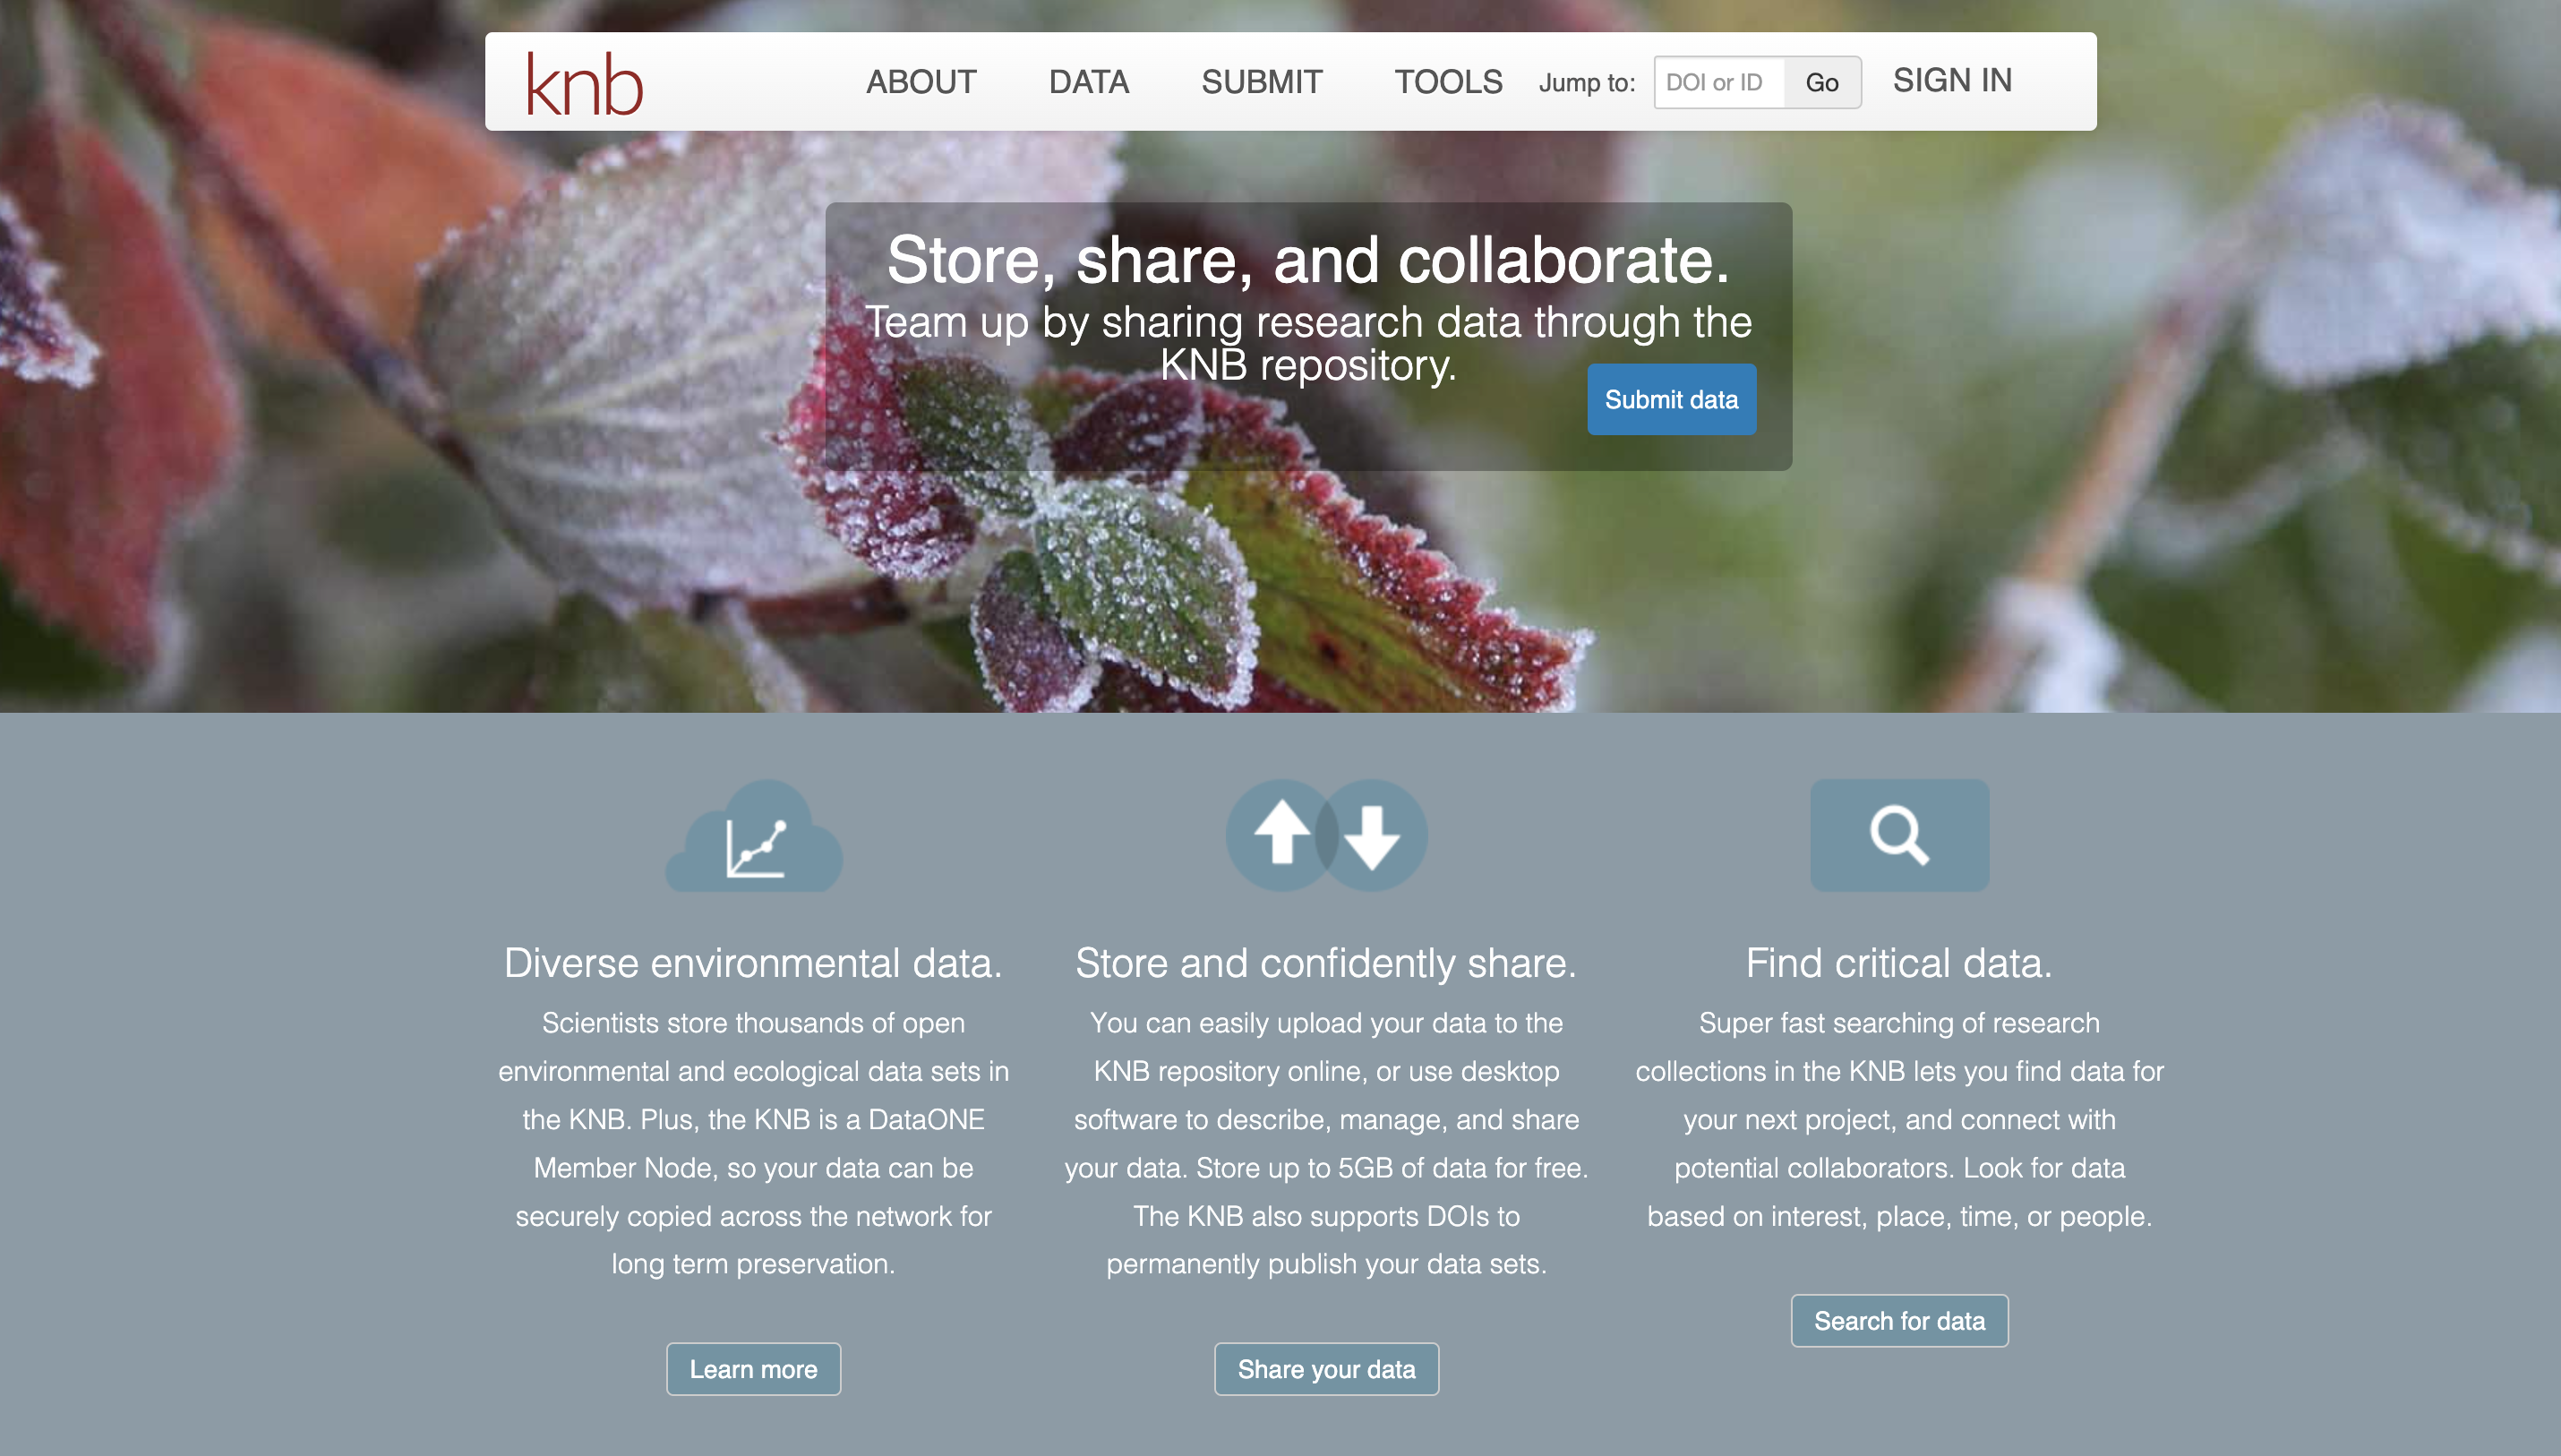 knb
ABOUT
DATA
SUBMIT
TOOLS
Jump to:
DOI or ID
Go
SIGN IN
Store, share, and collaborate.
Team up by sharing research data through the
KNB repository.
Submit data
Diverse environmental data.
Scientists store thousands of open
environmental and ecological data sets in
the KNB. Plus, the KNB is a DataONE
Member Node, so your data can be
securely copied across the network for
long term preservation.
Learn more
Store and confidently share.
You can easily upload your data to the
KNB repository online, or use desktop
software to describe, manage, and share
your data. Store up to 5GB of data for free.
The KNB also supports DOIs to
permanently publish your data sets.
Share your data
Find critical data.
Super fast searching of research
collections in the KNB lets you find data for
your next project, and connect with
potential collaborators. Look for data
based on interest, place, time, or people.
Search for data